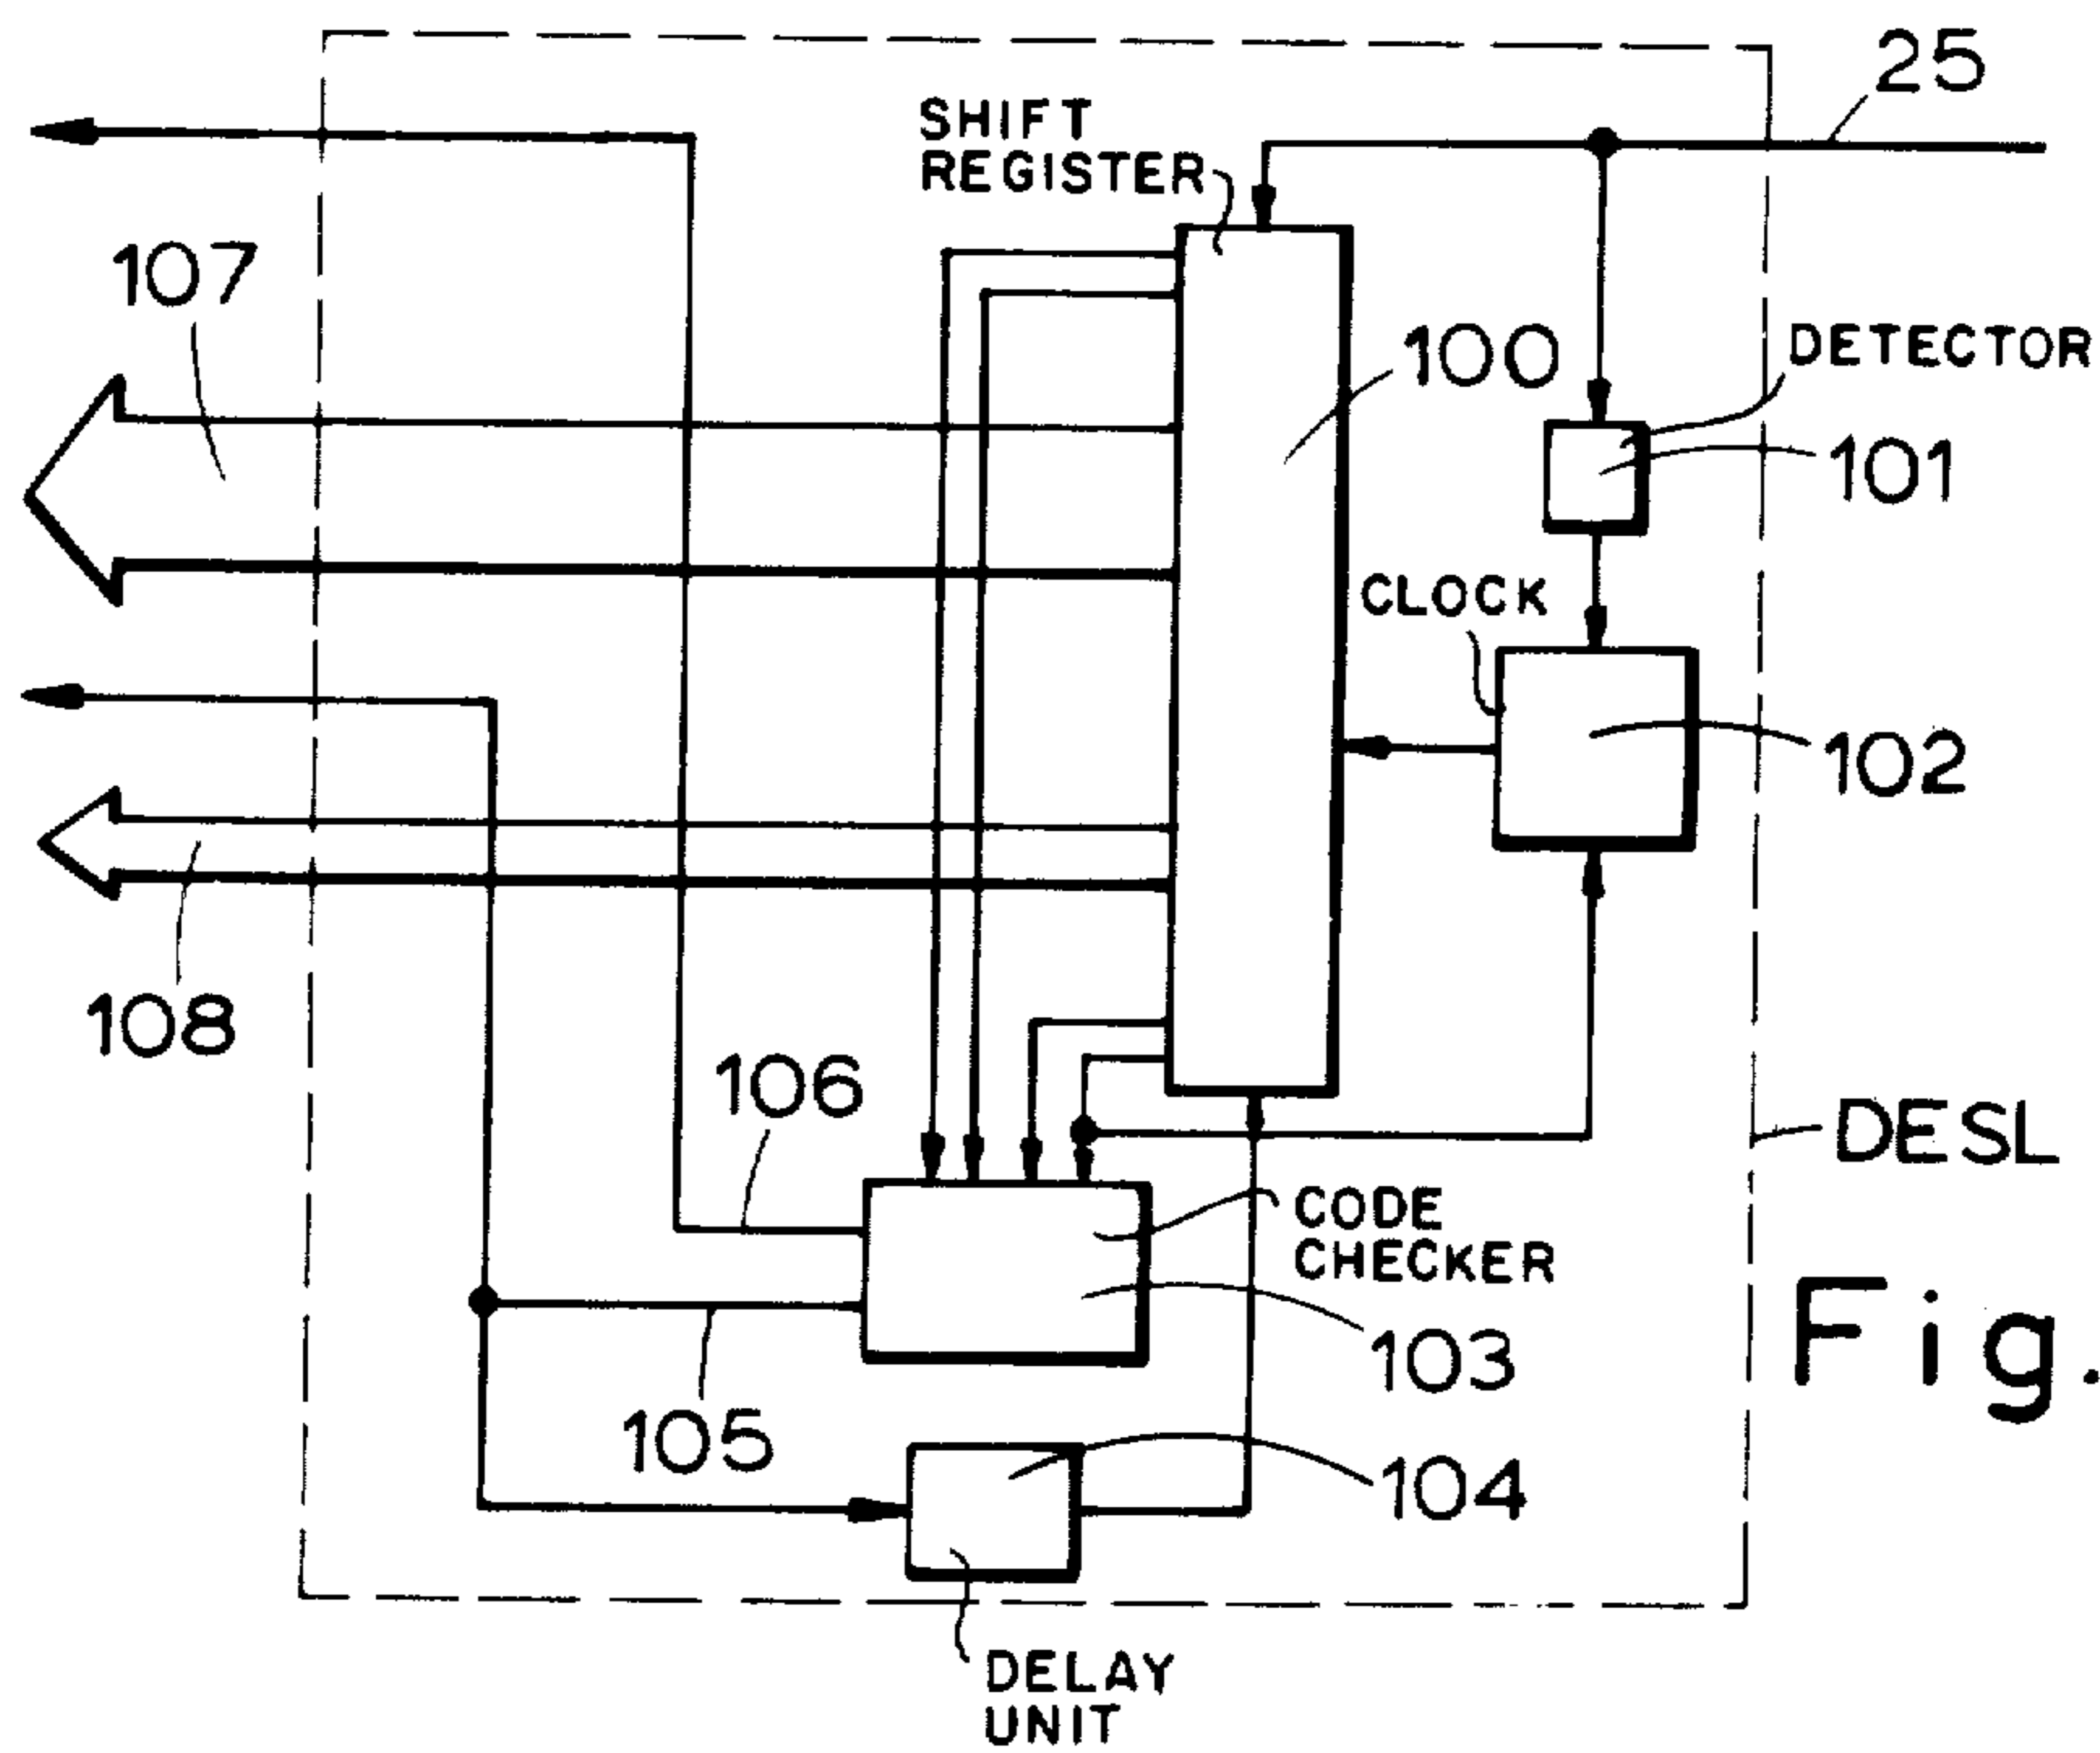 25
SHIFT
REGISTER
107
100
DETECTOR
101
CLOCK
102
108
106
DESL
CODE
CHECKER
103
Fig.
105
104
DELAY
UNIT